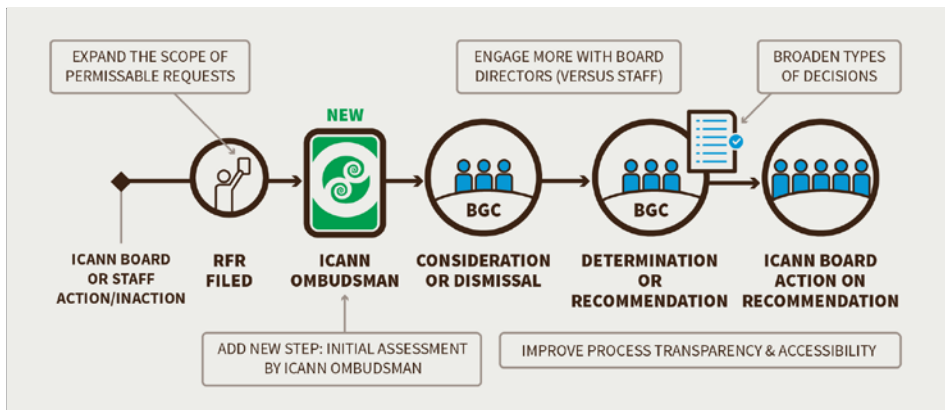 EXPAND THE SCOPE OF
PERMISSABLE REQUESTS
ENGAGE MORE WITH BOARD
DIRECTORS (VERSUS STAFF)
BROADEN TYPES
OF DECISIONS
NEW
BGC
BGC
ICANN BOARD
OR STAFF
ACTION/INACTION
RFR
FILED
ICANN
OMBUDSMAN
CONSIDERATION
OR DISMISSAL
DETERMINATION
OR
RECOMMENDATION
ICANN BOARD
ACTION ON
RECOMMENDATION
ADD NEW STEP: INITIAL ASSESSMENT
BY ICANN OMBUDSMAN
IMPROVE PROCESS TRANSPARENCY & ACCESSIBILITY